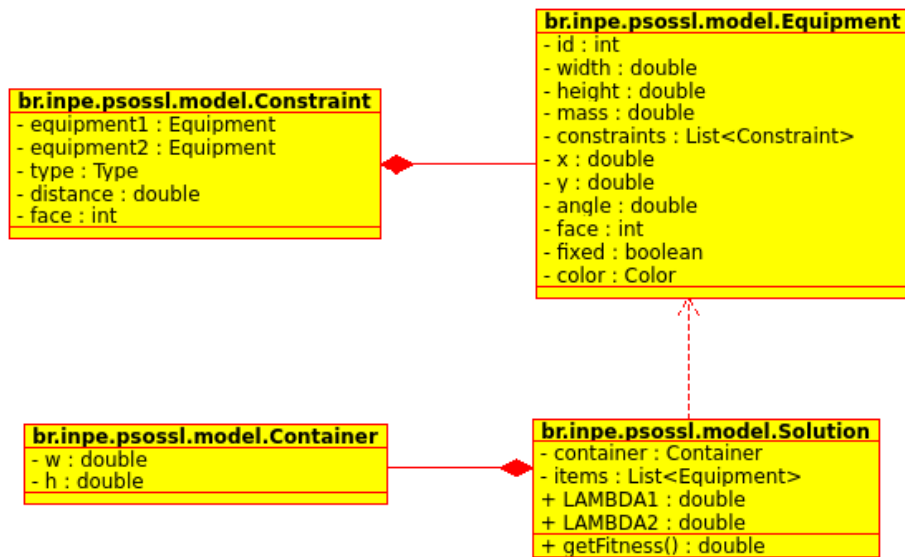 br.inpe.psossl.model.Equipment
- id : int
- width : double
- height : double
- mass : double
- constraints : List<Constraint>
- x : double
- y : double
- angle : double
- face : int
- fixed : boolean
- color : Color
br.inpe.psossl.model.Constraint
- equipment1 : Equipment
- equipment2 : Equipment
- type : Type
- distance : double
- face : int
br.inpe.psossl.model.Container
- w : double
- h : double
br.inpe.psossl.model.Solution
- container : Container
- items : List<Equipment>
+ LAMBDA1 : double
+ LAMBDA2 : double
+ getFitness() : double